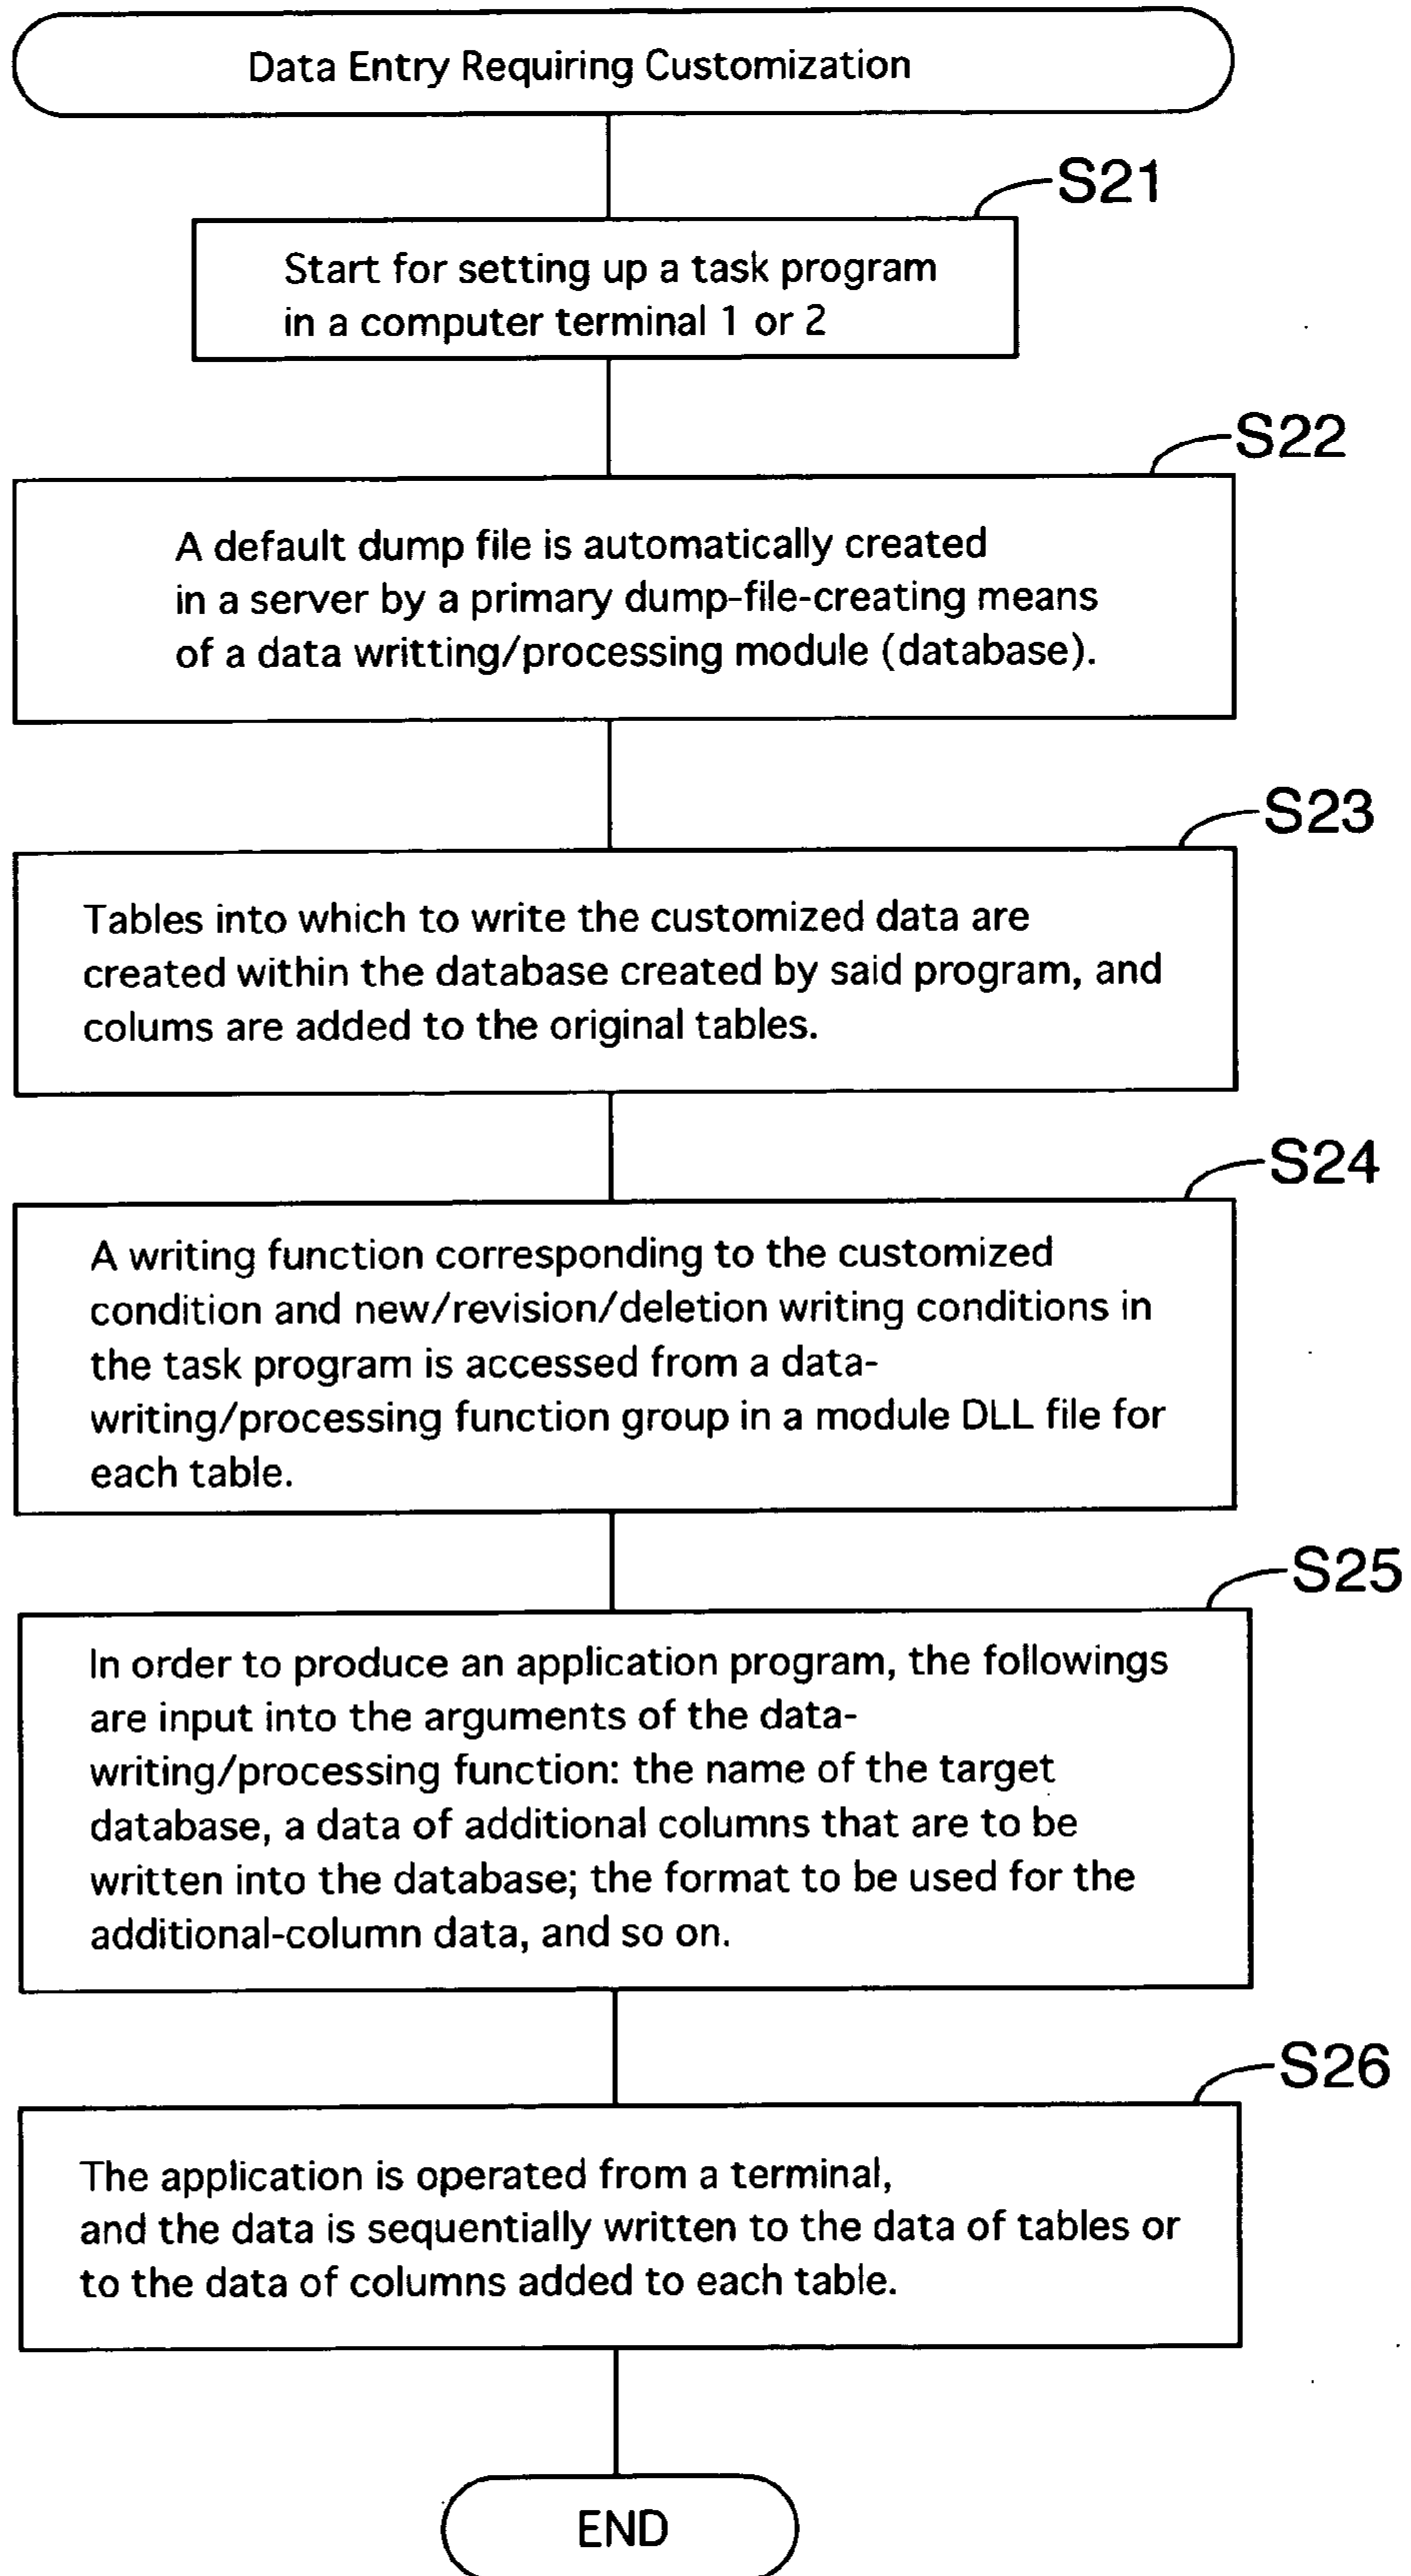 Data Entry Requiring Customization
S21
Start for setting up a task program
in a computer terminal 1 or 2
S22
A default dump file is automatically created
in a server by a primary dump-file-creating means
of a data writting/processing module (database).
S23
Tables into which to write the customized data are
created within the database created by said program, and
colums are added to the original tables.
S24
A writing function corresponding to the customized
condition and new/revision/deletion writing conditions in
the task program is accessed from a data-
writing/processing function group in a module DLL file for
each table.
S25
In order to produce an application program, the followings
are input into the arguments of the data-
writing/processing function: the name of the target
database, a data of additional columns that are to be
written into the database; the format to be used for the
additional-column data, and so on.
S26
The application is operated from a terminal,
and the data is sequentially written to the data of tables or
to the data of columns added to each table.
END